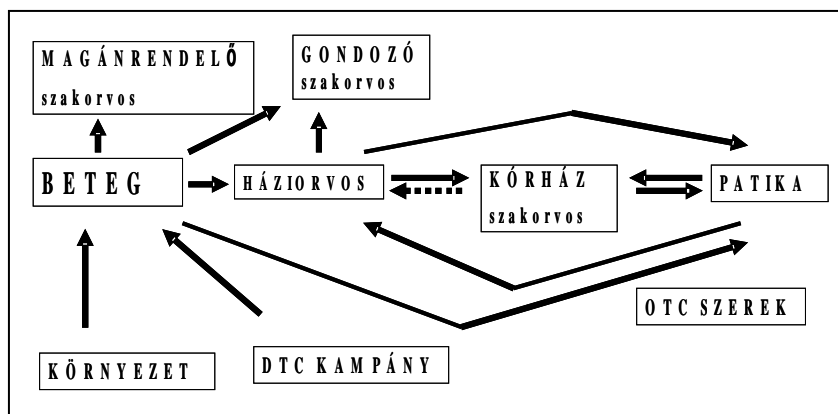 MAGÁNRENDELŐ
szakorvos
GONDOZÓ
szakorvos
BETEG
HÁZIORVOS
KÓRHÁZ
szakorvos
PATIKA
OTC SZEREK
KÖRNYEZET
DTC KAMPÁNY